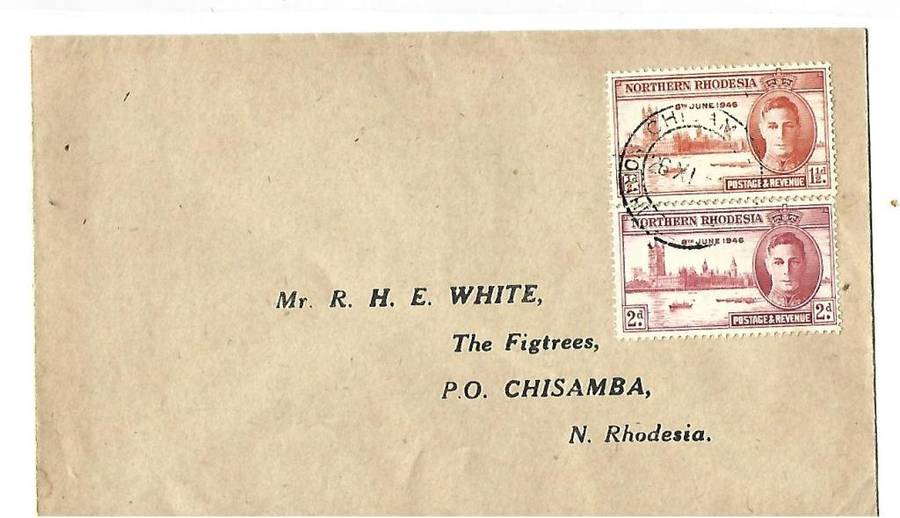 NORTHERN RHODESIA
8TH JUNE 1946
1½d
POSTAGE & REVENUE
NORTHERN RHODESIA
8TH JUNE 1946
2d. POSTAGE & REVENUE 2d.
Mr. R. H. E. WHITE,
The Figtrees,
P.O. CHISAMBA,
N. Rhodesia.